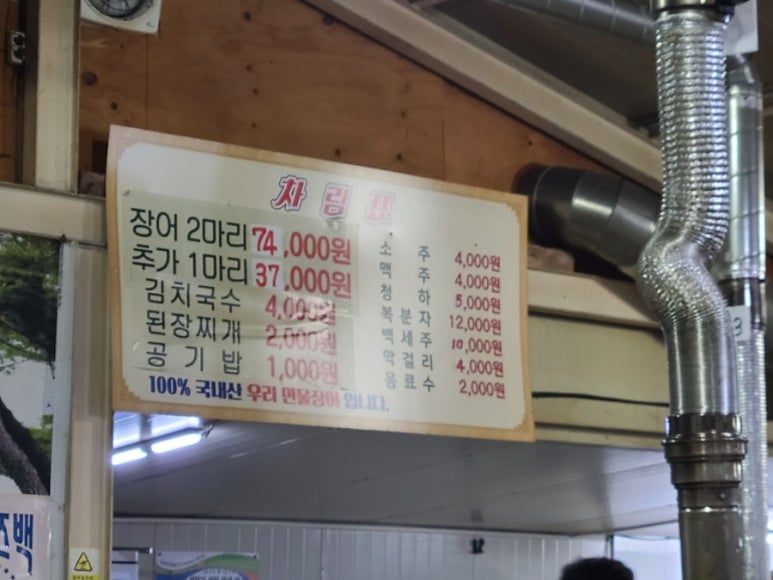 차림표
장어 2마리 74,000원
추가 1마리 37,000원
김치국수 4,000원
된장찌개 2,000원
공기밥 1,000원
소 주 4,000원
맥 주 4,000원
청 하 5,000원
복 분 자 12,000원
백 세 주 10,000원
막 걸 리 4,000원
음 료 수 2,000원
100% 국내산 우리 민물장어 입니다.
3